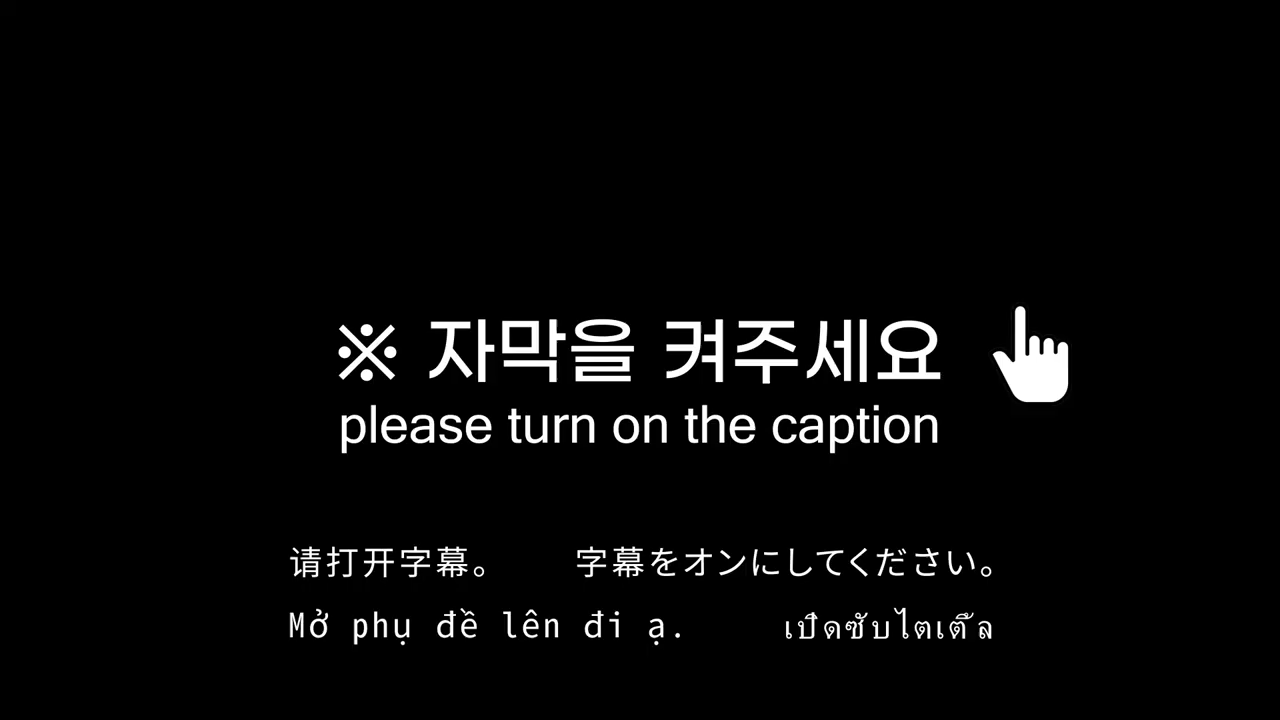 ※ 자막을 켜주세요
please turn on the caption
请打开字幕。 字幕をオンにしてください。
Mở phụ đề lên đi ạ. เปิดซับไตเติ้ล